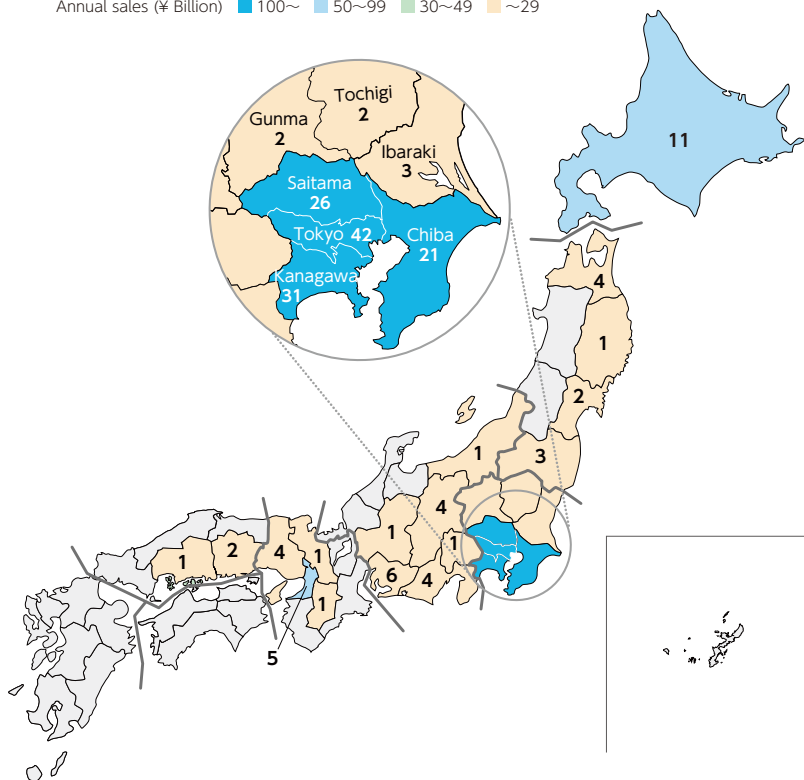 Annual sales (¥ Billion) 100～ 50～99 30～49 ～29
Tochigi
2
Gunma
2
Ibaraki
3
Saitama
26
Tokyo 42
Chiba
21
Kanagawa
31
11
4
1
2
3
1
4
1
1
6
4
4
1
1
2
1
5